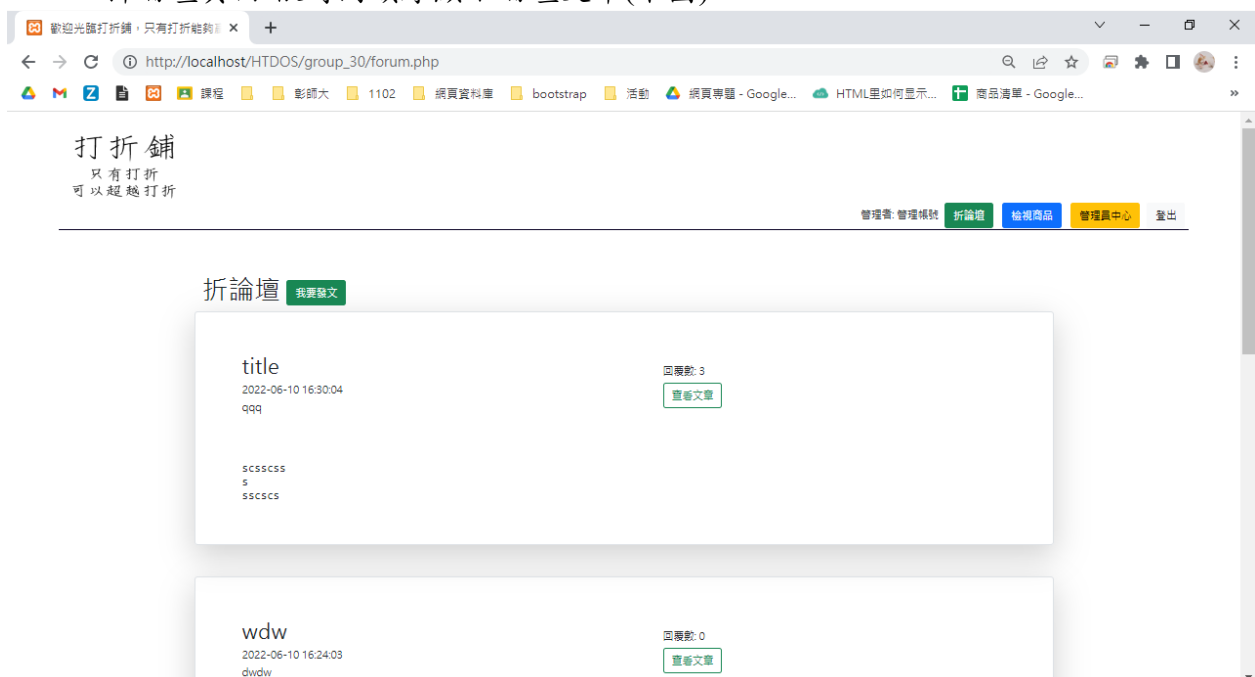 歡迎光臨打折鋪，只有打折能夠
http://localhost/HTDOS/group_30/forum.php
課程 彰師大 1102 網頁資料庫 bootstrap 活動 網頁專題 - Google... HTML里如何显示... 商品清單 - Google...
打折鋪
只有打折
可以超越打折
管理者: 管理帳號 折論壇 檢視商品 管理員中心 登出
折論壇 我要發文
title
2022-06-10 16:30:04
qqq
回覆數: 3
查看文章
scsscss
s
sscscs
wdw
2022-06-10 16:24:03
dwdw
回覆數: 0
查看文章